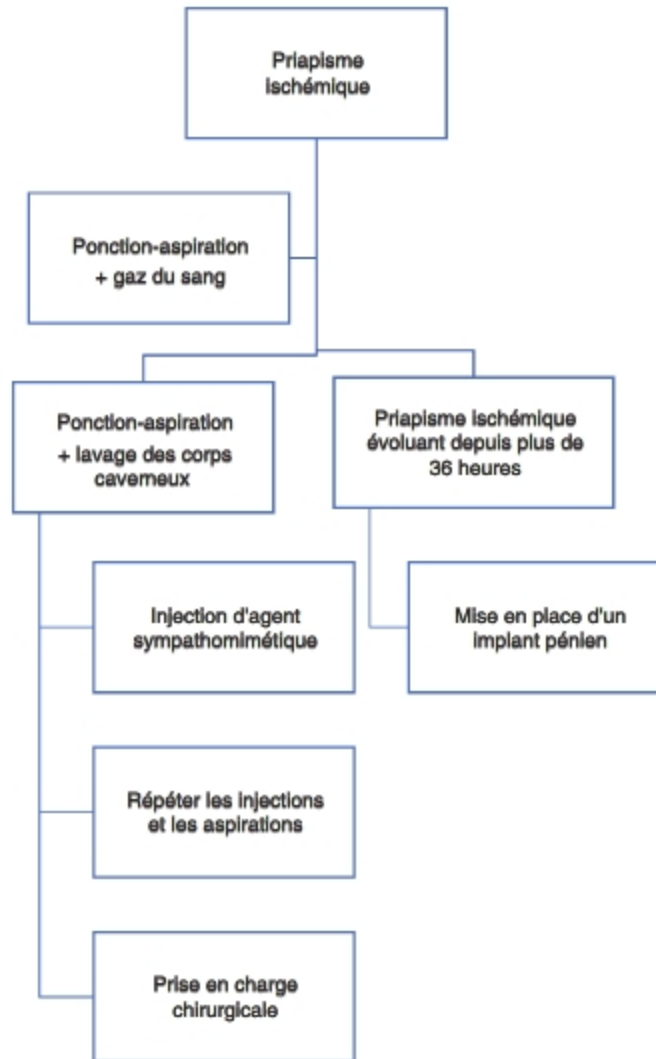 Priapisme
ischémique
Ponction-aspiration
+ gaz du sang
Ponction-aspiration
+ lavage des corps
caverneux
Priapisme ischémique
évoluant depuis plus de
36 heures
Injection d'agent
sympathomimétique
Mise en place d'un
implant pénien
Répéter les injections
et les aspirations
Prise en charge
chirurgicale